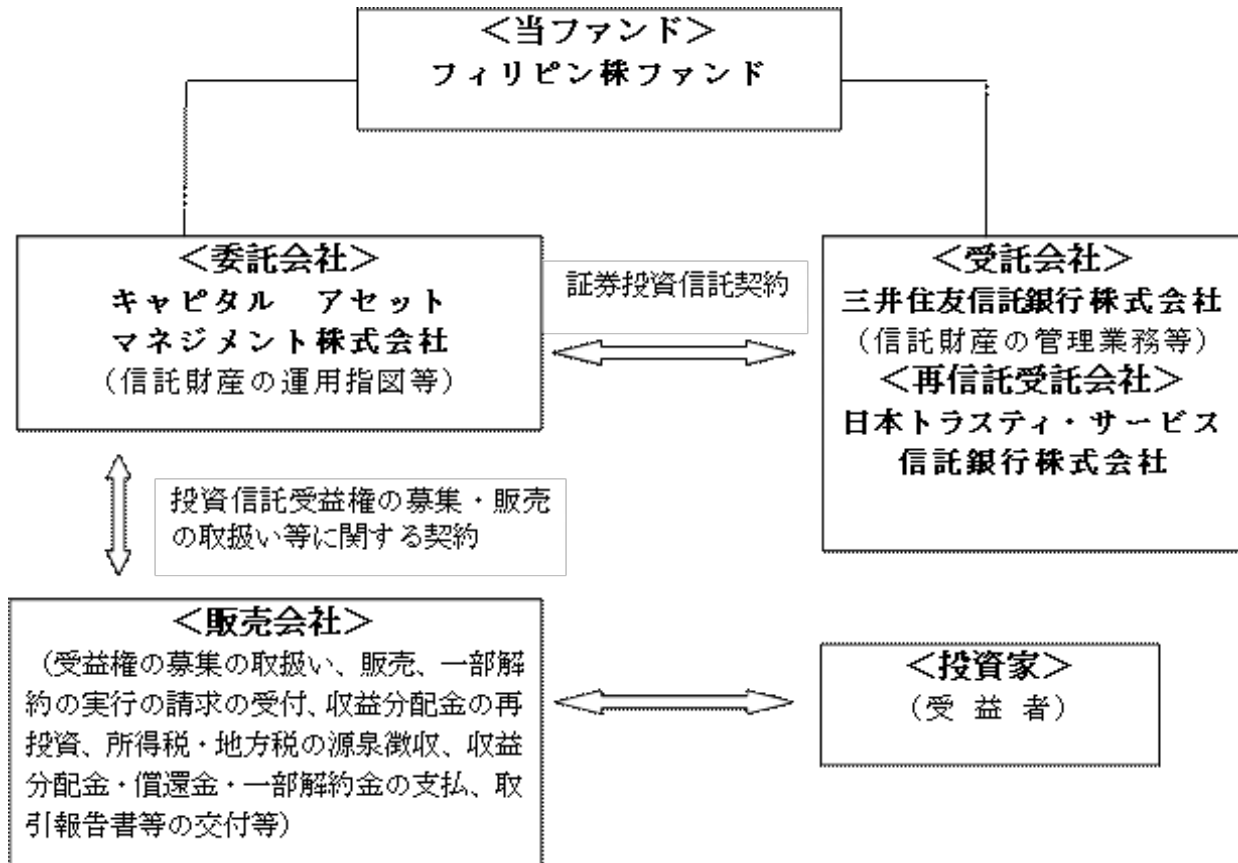 ＜当ファンド＞
フィリピン株ファンド
＜委託会社＞
キャピタル　アセット
マネジメント株式会社
（信託財産の運用指図等）
証券投資信託契約
＜受託会社＞
三井住友信託銀行株式会社
（信託財産の管理業務等）
＜再信託受託会社＞
日本トラスティ・サービス
信託銀行株式会社
投資信託受益権の募集・販売
の取扱い等に関する契約
＜販売会社＞
（受益権の募集の取扱い、販売、一部解
約の実行の請求の受付、収益分配金の再
投資、所得税・地方税の源泉徴収、収益
分配金・償還金・一部解約金の支払、取
引報告書等の交付等）
＜投資家＞
（受 益 者）